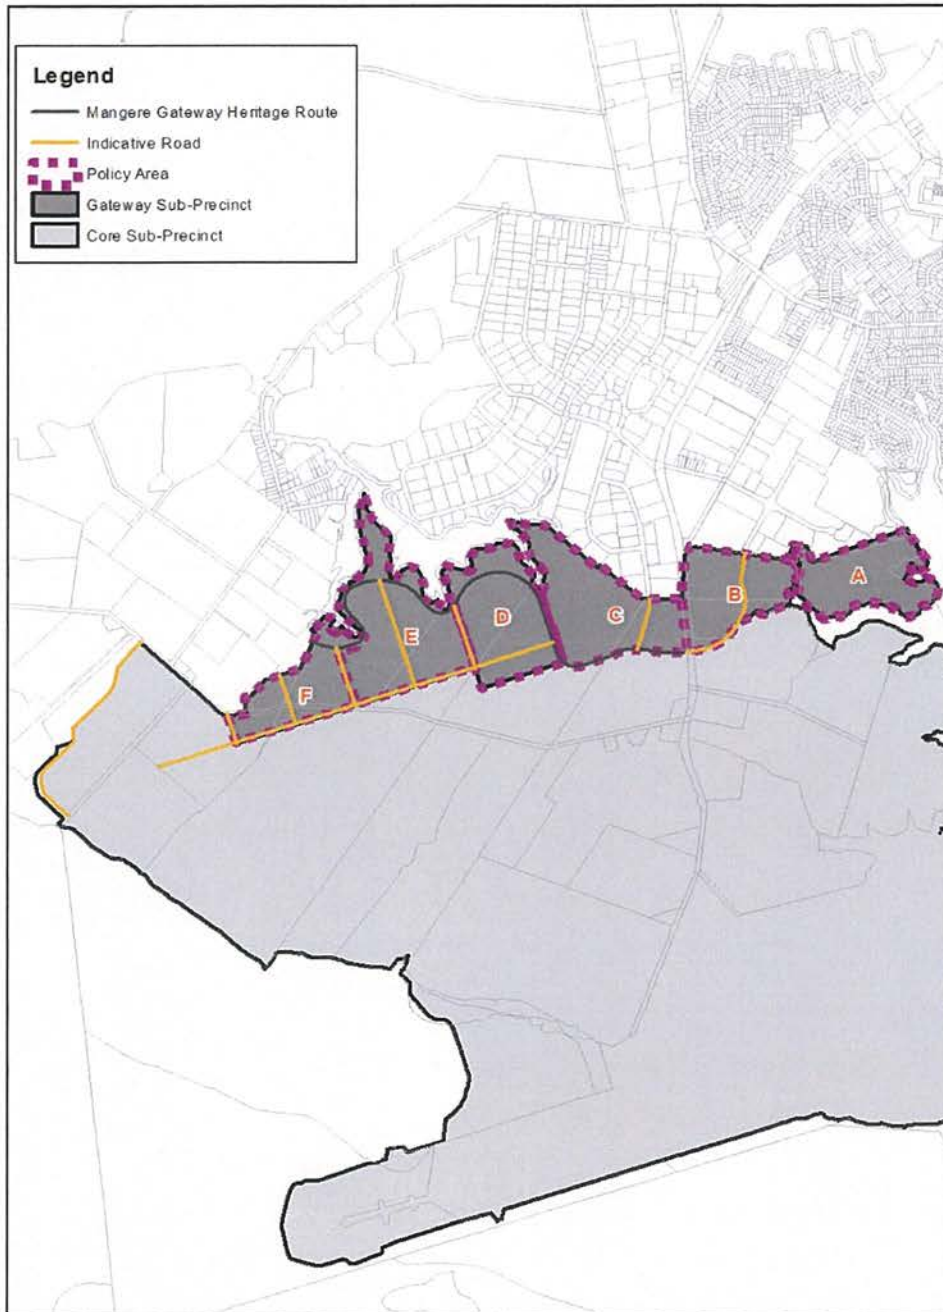 Legend
Mangere Gateway Heritage Route
Indicative Road
Policy Area
Gateway Sub-Precinct
Core Sub-Precinct
A
B
C
D
E
F